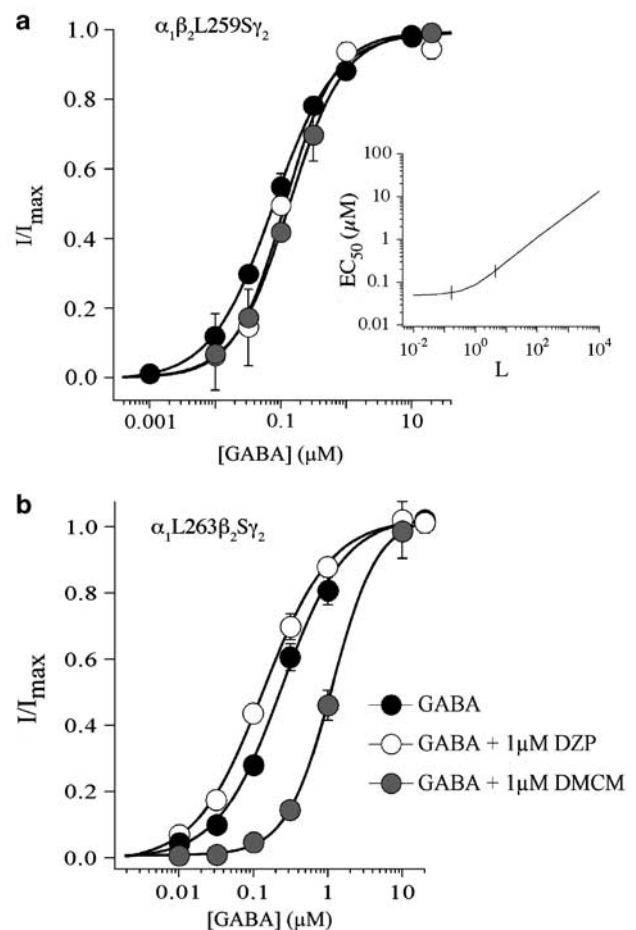 a
α₁β₂L259Sγ₂
I/Imax
1.0
0.8
0.6
0.4
0.2
0.0
0.001
0.1
10
[GABA] (μM)
EC₅₀ (μM)
100
10
1
0.1
0.01
10⁻²
10⁰
10²
10⁴
L
b
α₁L263β₂Sγ₂
I/Imax
1.0
0.8
0.6
0.4
0.2
0.0
0.01
0.1
1
10
[GABA] (μM)
GABA
GABA + 1μM DZP
GABA + 1μM DMCM